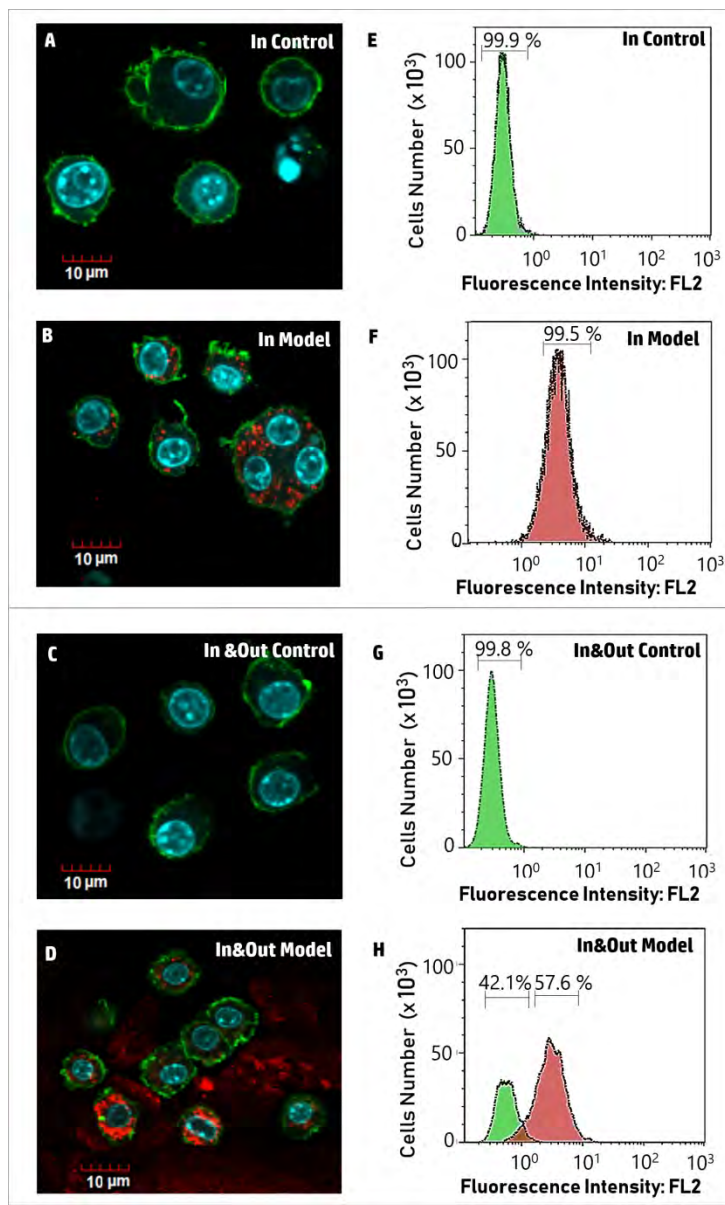 A
In Control
10 µm
E
99.9 %
In Control
Cells Number (x 10³)
100
50
0
10⁰ 10¹ 10² 10³
Fluorescence Intensity: FL2
B
In Model
10 µm
F
99.5 %
In Model
Cells Number (x 10³)
100
50
0
10⁰ 10¹ 10² 10³
Fluorescence Intensity: FL2
C
In &Out Control
10 µm
G
99.8 %
In&Out Control
Cells Number (x 10³)
100
50
0
10⁰ 10¹ 10² 10³
Fluorescence Intensity: FL2
D
In&Out Model
10 µm
H
In&Out Model
42.1% 57.6 %
Cells Number (x 10³)
100
50
0
10⁰ 10¹ 10² 10³
Fluorescence Intensity: FL2